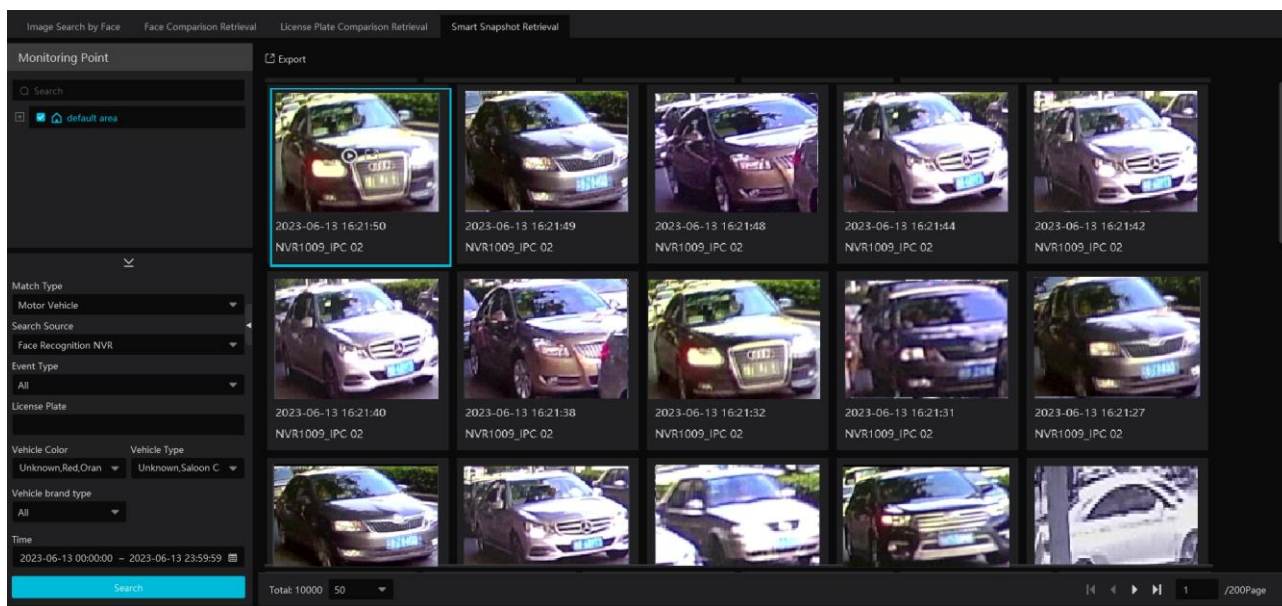 Image Search by Face Face Comparison Retrieval License Plate Comparison Retrieval Smart Snapshot Retrieval
Monitoring Point
Search
default area
Match Type
Motor Vehicle
Search Source
Face Recognition NVR
Event Type
All
License Plate
Vehicle Color Vehicle Type
Unknown,Red,Oran Unknown,Saloon C
Vehicle brand type
All
Time
2023-06-13 00:00:00 ~ 2023-06-13 23:59:59
Search
Export
2023-06-13 16:21:50 2023-06-13 16:21:49 2023-06-13 16:21:48 2023-06-13 16:21:44 2023-06-13 16:21:42
NVR1009_IPC 02 NVR1009_IPC 02 NVR1009_IPC 02 NVR1009_IPC 02 NVR1009_IPC 02
2023-06-13 16:21:40 2023-06-13 16:21:38 2023-06-13 16:21:32 2023-06-13 16:21:31 2023-06-13 16:21:27
NVR1009_IPC 02 NVR1009_IPC 02 NVR1009_IPC 02 NVR1009_IPC 02 NVR1009_IPC 02
Total: 10000 50 1 /200Page